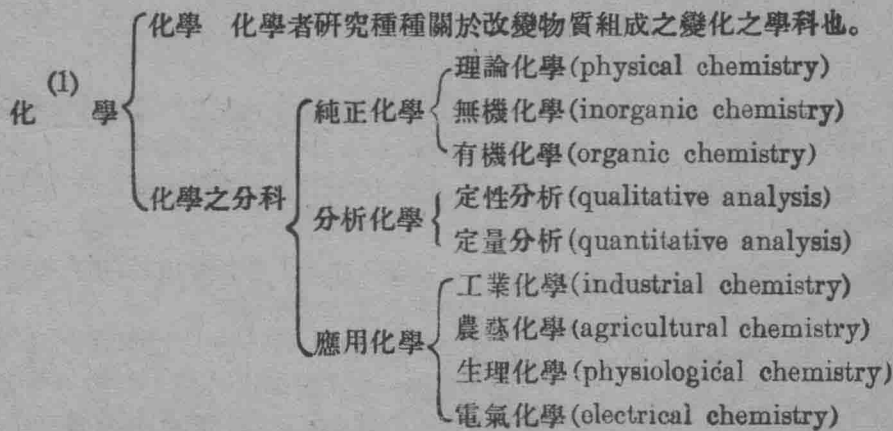 化學 化學者研究種種關於改變物質組成之變化之學科也。
化學(1)
化學之分科
純正化學
理論化學(physical chemistry)
無機化學(inorganic chemistry)
有機化學(organic chemistry)
分析化學
定性分析(qualitative analysis)
定量分析(quantitative analysis)
應用化學
工業化學(industrial chemistry)
農藝化學(agricultural chemistry)
生理化學(physiological chemistry)
電氣化學(electrical chemistry)